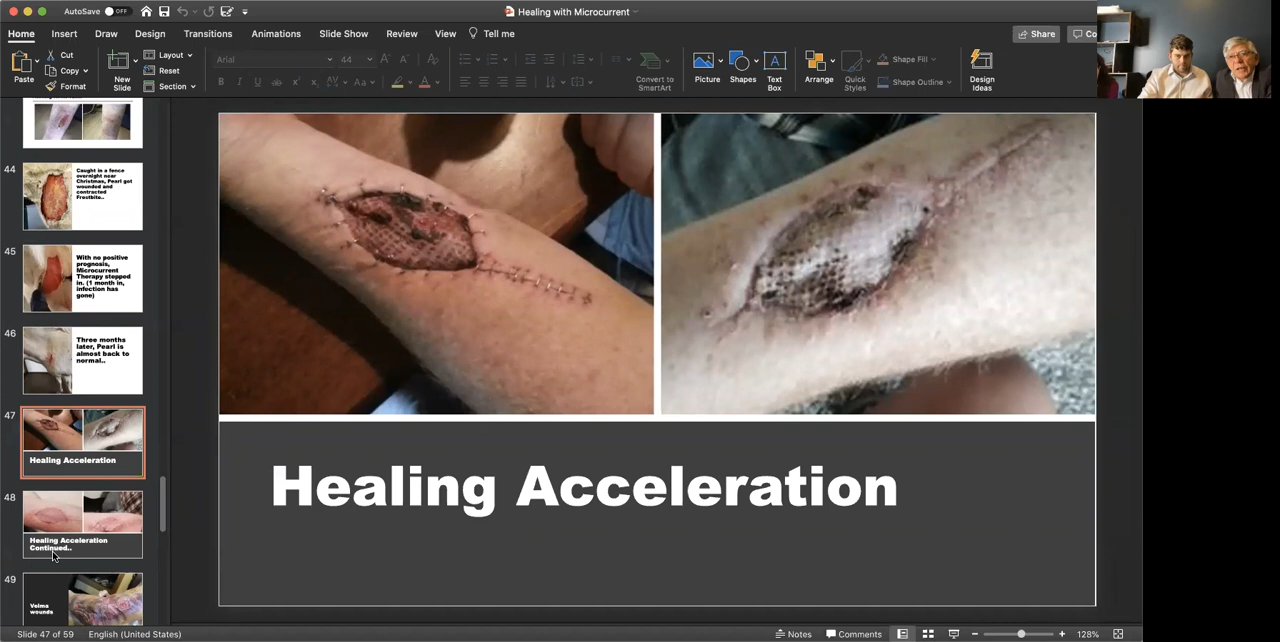 AutoSave OFF
Healing with Microcurrent
Home Insert Draw Design Transitions Animations Slide Show Review View Tell me
Share Co
Paste
Cut
Copy
Format
New
Slide
Layout
Reset
Section
Arial 44
Convert to
SmartArt
Picture
Shapes
Text
Box
Arrange
Quick
Styles
Shape Fill
Shape Outline
Design
Ideas
44
Caught in a fence
overnight near
Christmas, Pearl got
wounded and
contracted
Frostbite..
45
With no positive
prognosis,
Microcurrent
Therapy stepped
in. (1 month in,
infection has
gone)
46
Three months
later, Pearl is
almost back to
normal..
47
Healing Acceleration
48
Healing Acceleration
Continued..
49
Velms
wounds
Healing Acceleration
Slide 47 of 59 English (United States)
Notes Comments 128%